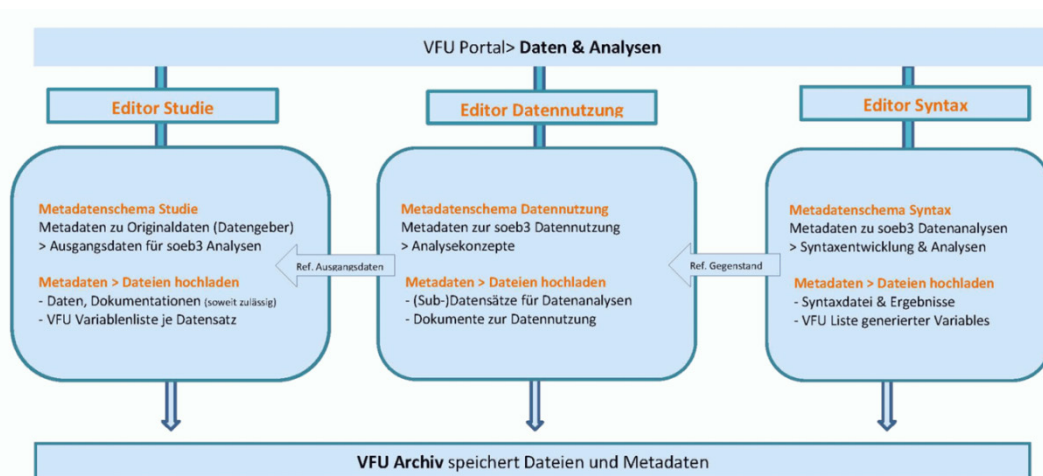 VFU Portal> Daten & Analysen
Editor Studie
Editor Datennutzung
Editor Syntax
Metadatenschema Studie
Metadaten zu Originaldaten (Datengeber)
> Ausgangsdaten für soeb3 Analysen
Metadaten > Dateien hochladen
- Daten, Dokumentationen (soweit zulässig)
- VFU Variablenliste je Datensatz
Ref. Ausgangsdaten
Metadatenschema Datennutzung
Metadaten zur soeb3 Datennutzung
> Analysekonzepte
Metadaten > Dateien hochladen
- (Sub-)Datensätze für Datenanalysen
- Dokumente zur Datennutzung
Ref. Gegenstand
Metadatenschema Syntax
Metadaten zu soeb3 Datenanalysen
> Syntaxentwicklung & Analysen
Metadaten > Dateien hochladen
- Syntaxdatei & Ergebnisse
- VFU Liste generierter Variables
VFU Archiv speichert Dateien und Metadaten